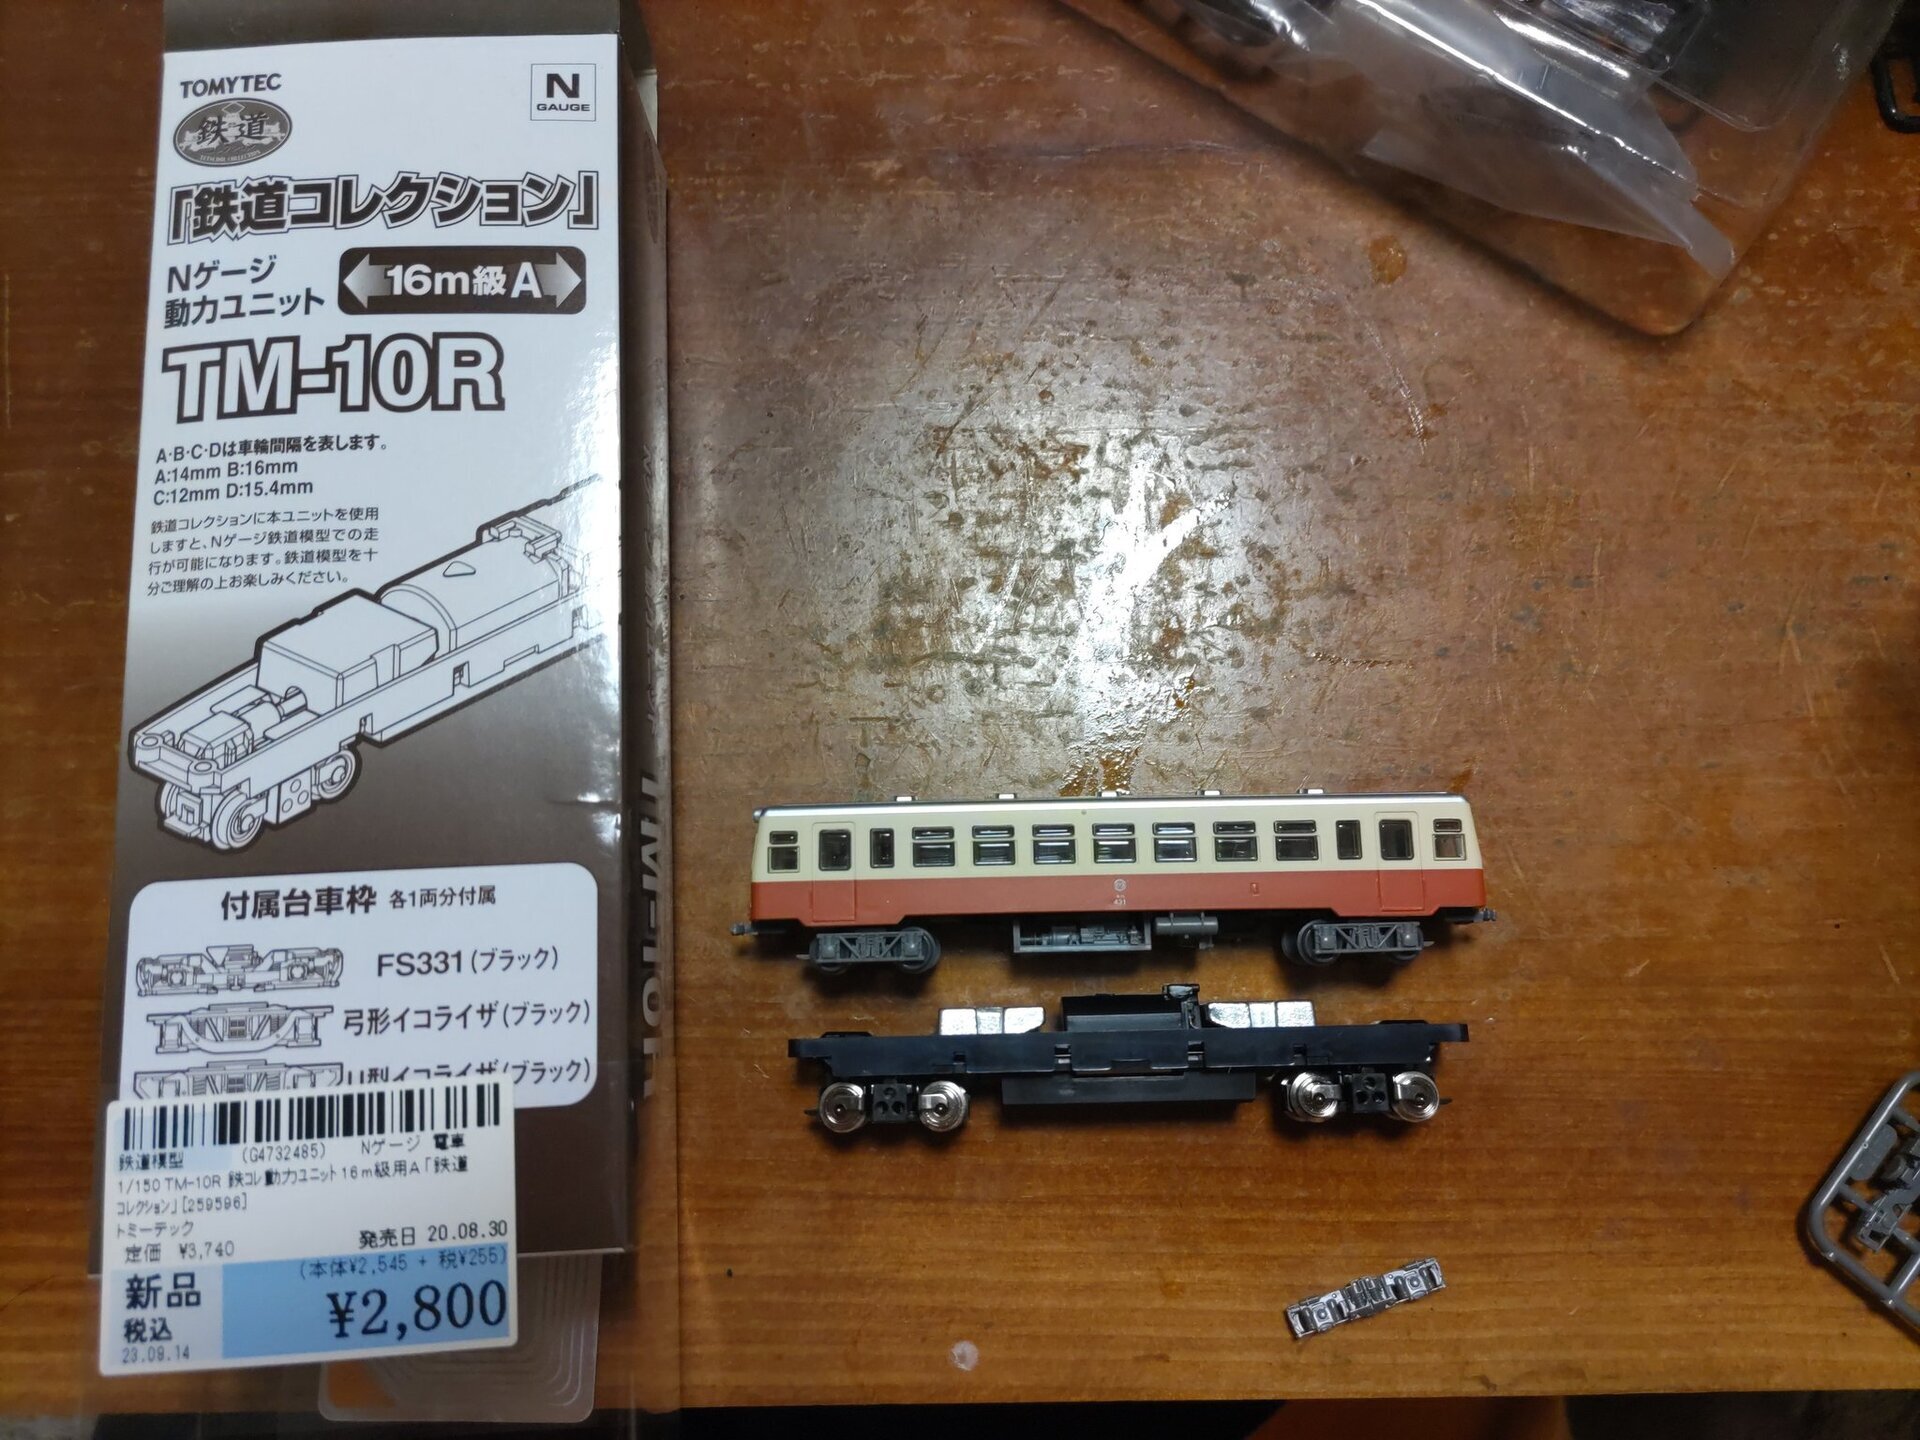 TOMYTEC
N
GAUGE
鉄道
「鉄道コレクション」
Nゲージ
動力ユニット
16m級A
TM-10R
A・B・C・Dは車輪間隔を表します。
A:14mm B:16mm
C:12mm D:15.4mm
鉄道コレクションに本ユニットを使用
しますと、Nゲージ鉄道模型での走
行が可能になります。鉄道模型を十
分ご理解の上お楽しみください。
付属台車枠 各1両分付属
FS331(ブラック)
弓形イコライザ(ブラック)
U型イコライザ(ブラック)
鉄道模型 (G4732485) Nゲージ 電車
1/150 TM-10R 鉄コレ動力ユニット16m級用A「鉄道
コレクション」[259596]
トミーテック
定価 ¥3,740
発売日 20.08.30
(本体¥2,545 + 税¥255)
新品
税込
¥2,800
23.09.14
TM-10R
431